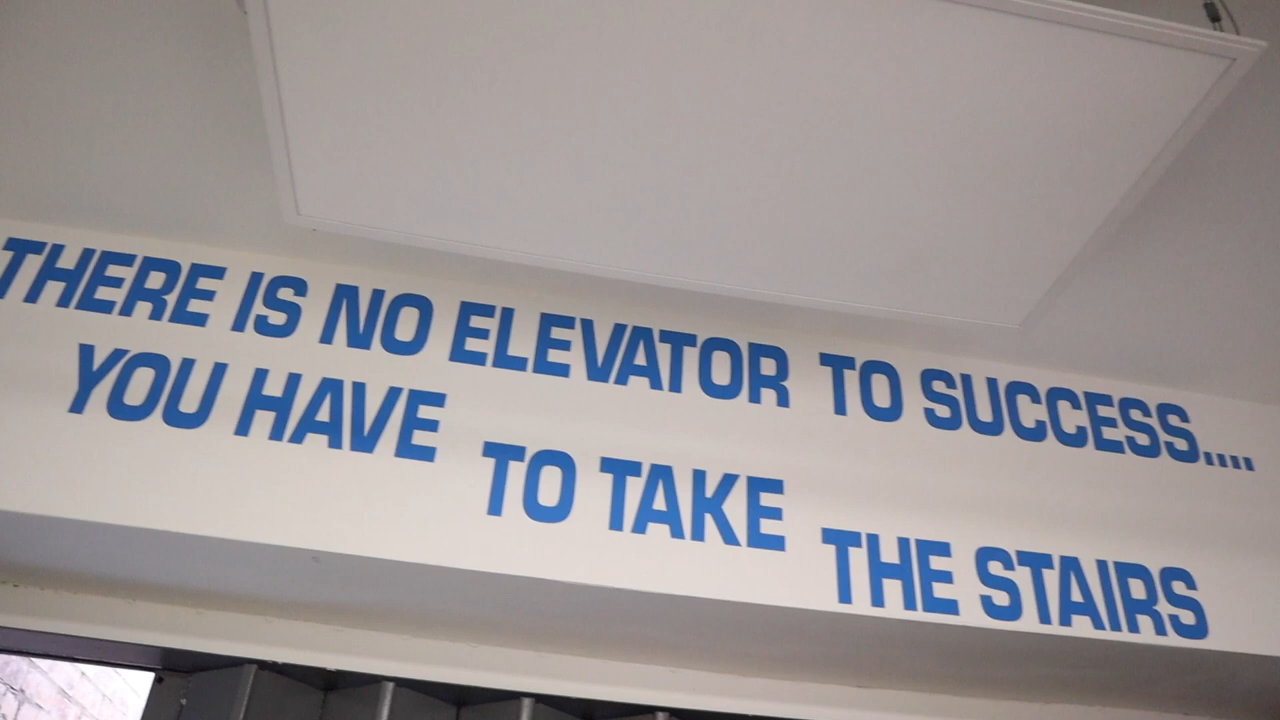 THERE IS NO ELEVATOR TO SUCCESS....
YOU HAVE TO TAKE THE STAIRS